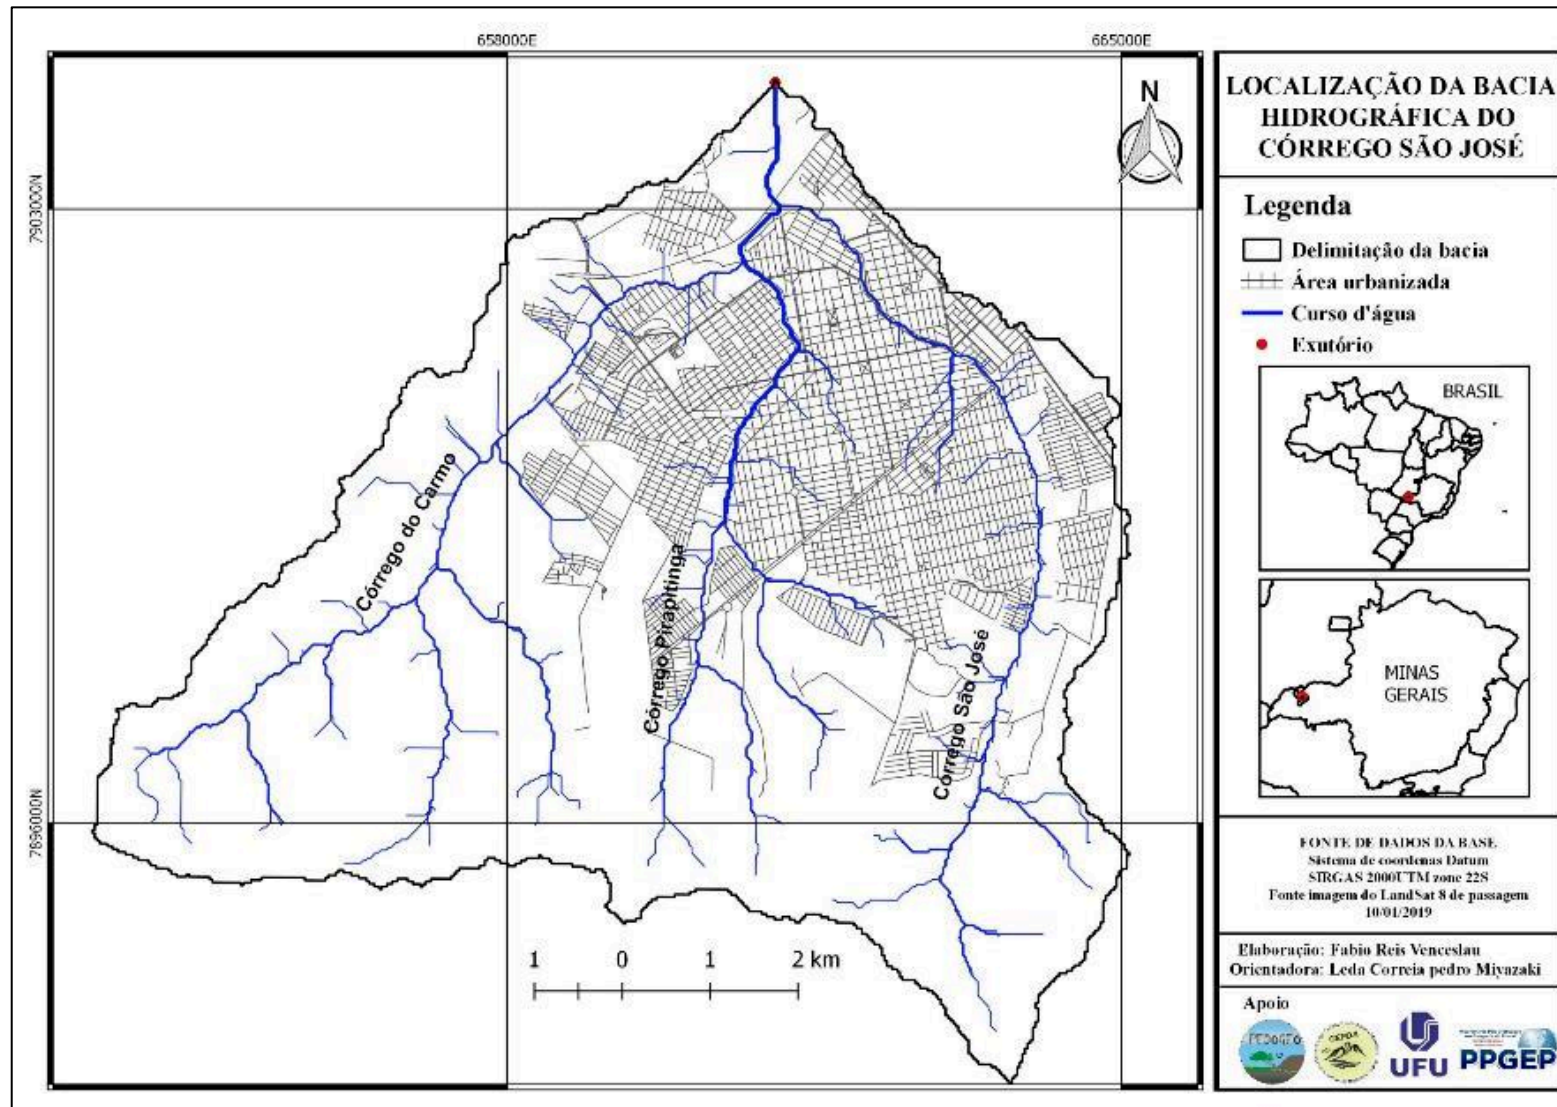 658000E
665000E
7903000N
7896000N
N
Córrego do Carmo
Córrego Pirapitinga
Córrego São José
1 0 1 2 km
LOCALIZAÇÃO DA BACIA
HIDROGRÁFICA DO
CÓRREGO SÃO JOSÉ
Legenda
Delimitação da bacia
Área urbanizada
Curso d'água
Exutório
BRASIL
MINAS
GERAIS
FONTE DE DADOS DA BASE
Sistema de coordenas Datum
SIRGAS 2000UTM zone 22S
Fonte imagem do LandSat 8 de passagem
10/01/2019
Elaboração: Fabio Reis Venceslau
Orientadora: Leda Correia pedro Miyazaki
Apoio
PEDOGEO
UFU
PPGEP